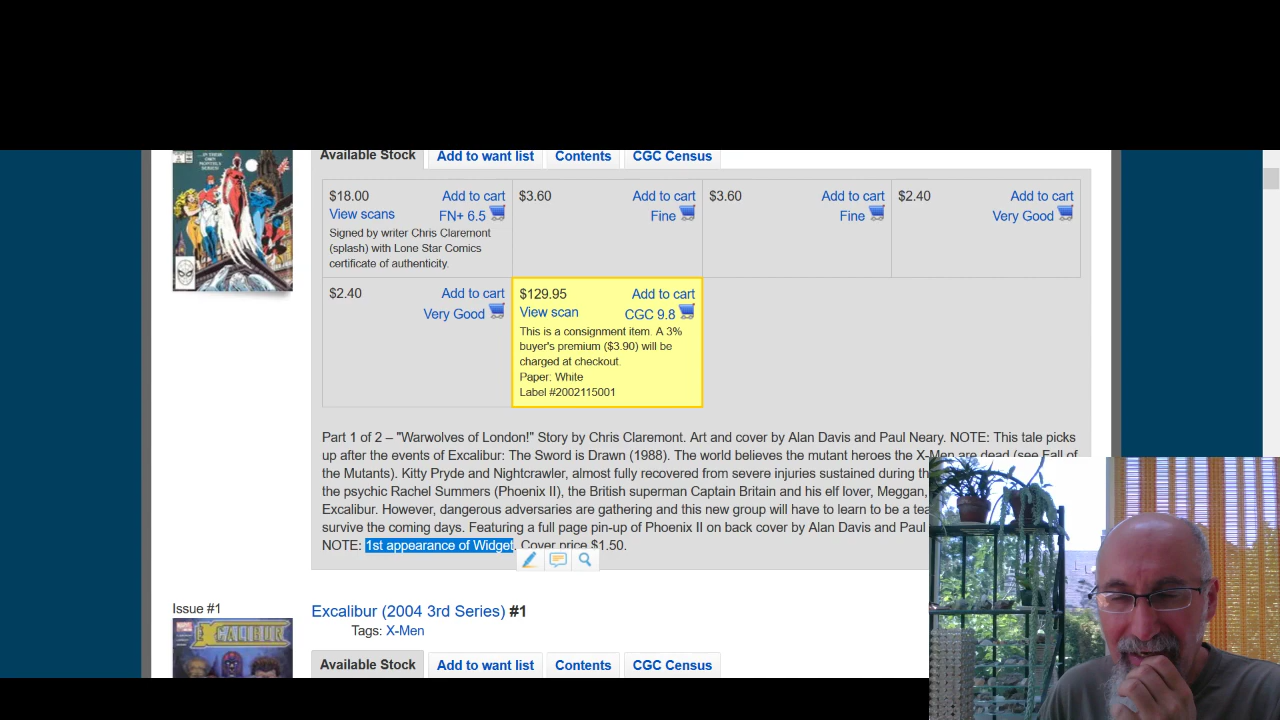 Available Stock Add to want list Contents CGC Census
$18.00 Add to cart $3.60 Add to cart $3.60 Add to cart $2.40 Add to cart
View scans FN+ 6.5 Fine Fine Very Good
Signed by writer Chris Claremont
(splash) with Lone Star Comics
certificate of authenticity.
$2.40 Add to cart $129.95 Add to cart
Very Good View scan CGC 9.8
This is a consignment item. A 3%
buyer's premium ($3.90) will be
charged at checkout.
Paper: White
Label #2002115001
Part 1 of 2 – "Warwolves of London!" Story by Chris Claremont. Art and cover by Alan Davis and Paul Neary. NOTE: This tale picks
up after the events of Excalibur: The Sword is Drawn (1988). The world believes the mutant heroes the X-Men are dead (see Fall of
the Mutants). Kitty Pryde and Nightcrawler, almost fully recovered from severe injuries sustained during
the psychic Rachel Summers (Phoenix II), the British superman Captain Britain and his elf lover, Meggan,
Excalibur. However, dangerous adversaries are gathering and this new group will have to learn to be a
survive the coming days. Featuring a full page pin-up of Phoenix II on back cover by Alan Davis and Paul
NOTE: 1st appearance of Widget. Cover price $1.50.
Issue #1 Excalibur (2004 3rd Series) #1
Tags: X-Men
EXCALIBUR
Available Stock Add to want list Contents CGC Census